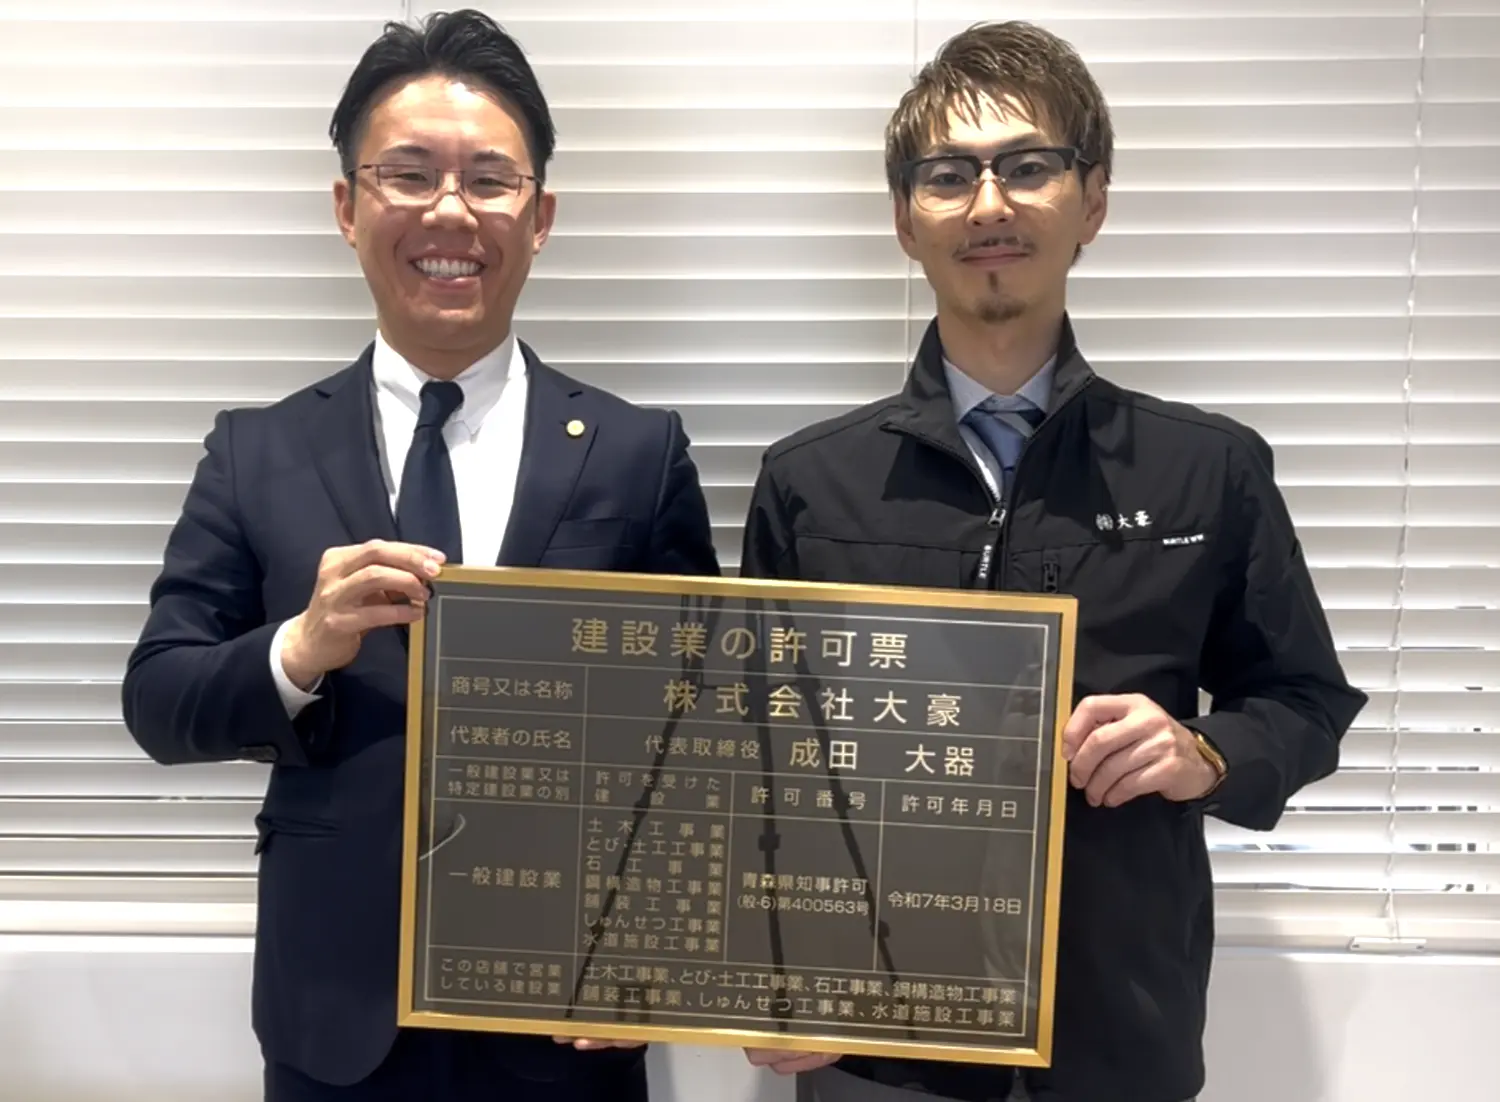 ㈱大豪
BURTLE
建設業の許可票
商号又は名称 株式会社大豪
代表者の氏名 代表取締役 成田 大器
一般建設業又は
特定建設業の別
許可を受けた
建設業
許可番号
許可年月日
一般建設業
土木工事業
とび・土工工事業
石工事業
鋼構造物工事業
舗装工事業
しゅんせつ工事業
水道施設工事業
青森県知事許可
(般-6)第400563号
令和7年3月18日
この店舗で営業
している建設業
土木工事業、とび・土工工事業、石工事業、鋼構造物工事業
舗装工事業、しゅんせつ工事業、水道施設工事業